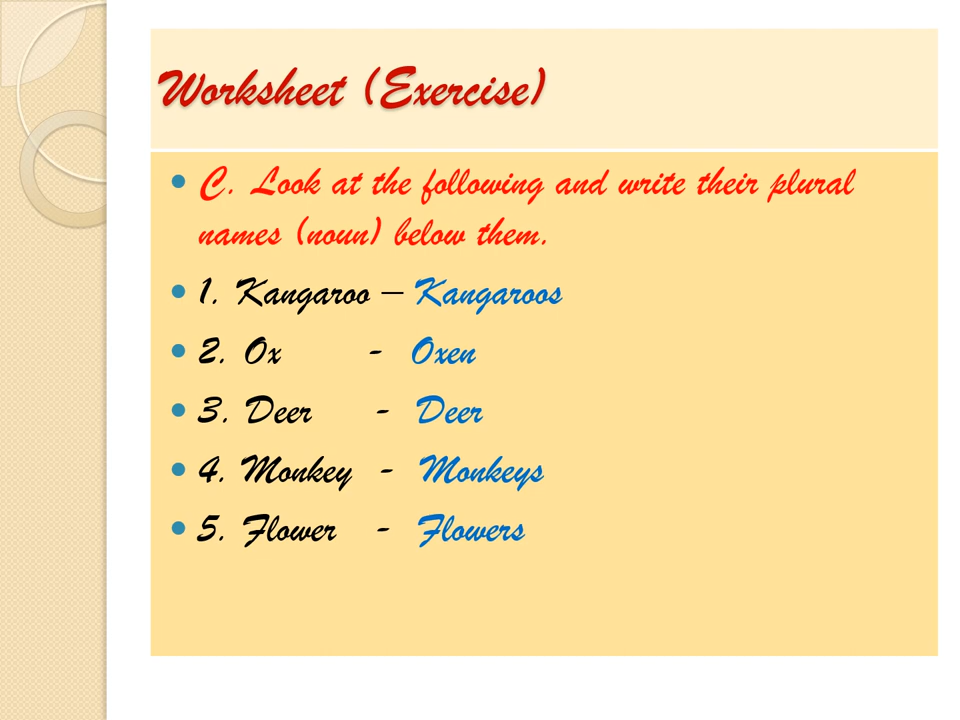 Worksheet (Exercise)
• C. Look at the following and write their plural
names (noun) below them.
• 1. Kangaroo – Kangaroos
• 2. Ox - Oxen
• 3. Deer - Deer
• 4. Monkey - Monkeys
• 5. Flower - Flowers